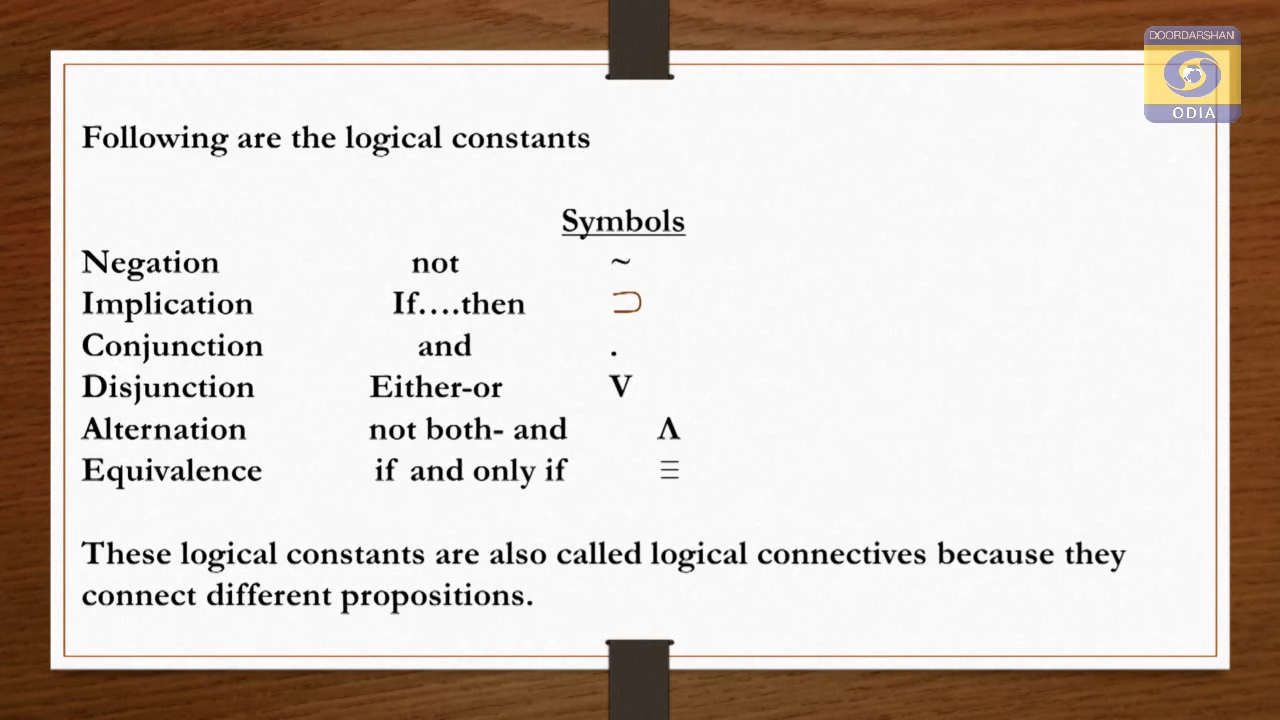 DOORDARSHAN
ODIA
Following are the logical constants
Symbols
Negation not ~
Implication If….then ⊃
Conjunction and .
Disjunction Either-or V
Alternation not both- and Λ
Equivalence if and only if ≡
These logical constants are also called logical connectives because they
connect different propositions.